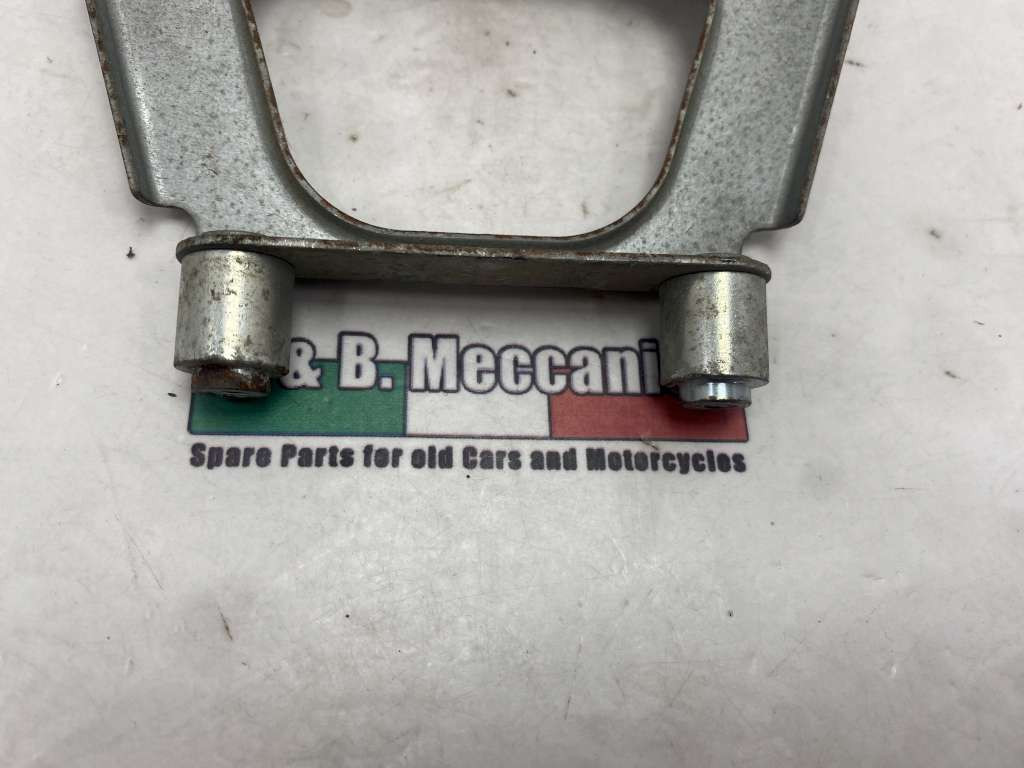 & B. Meccani
Spare Parts for old Cars and Motorcycles